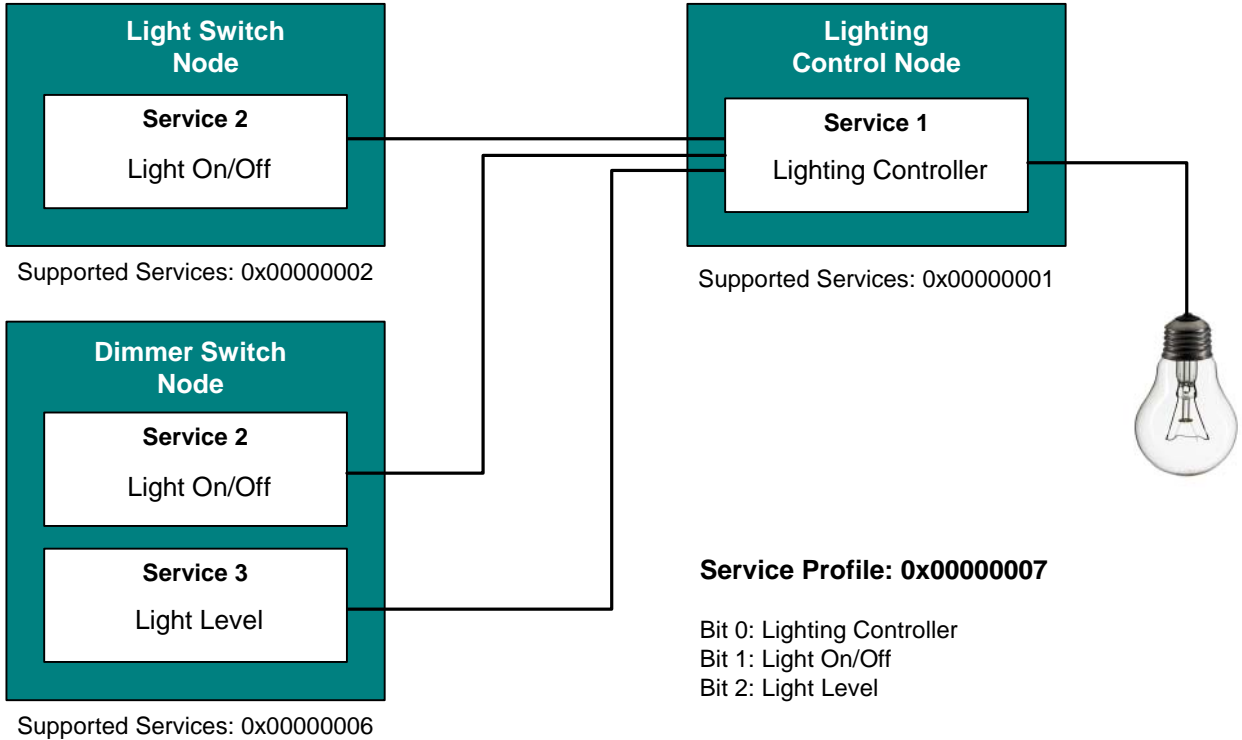 Light Switch
Node
Service 2
Light On/Off
Supported Services: 0x00000002
Lighting
Control Node
Service 1
Lighting Controller
Supported Services: 0x00000001
Dimmer Switch
Node
Service 2
Light On/Off
Service 3
Light Level
Supported Services: 0x00000006
Service Profile: 0x00000007
Bit 0: Lighting Controller
Bit 1: Light On/Off
Bit 2: Light Level